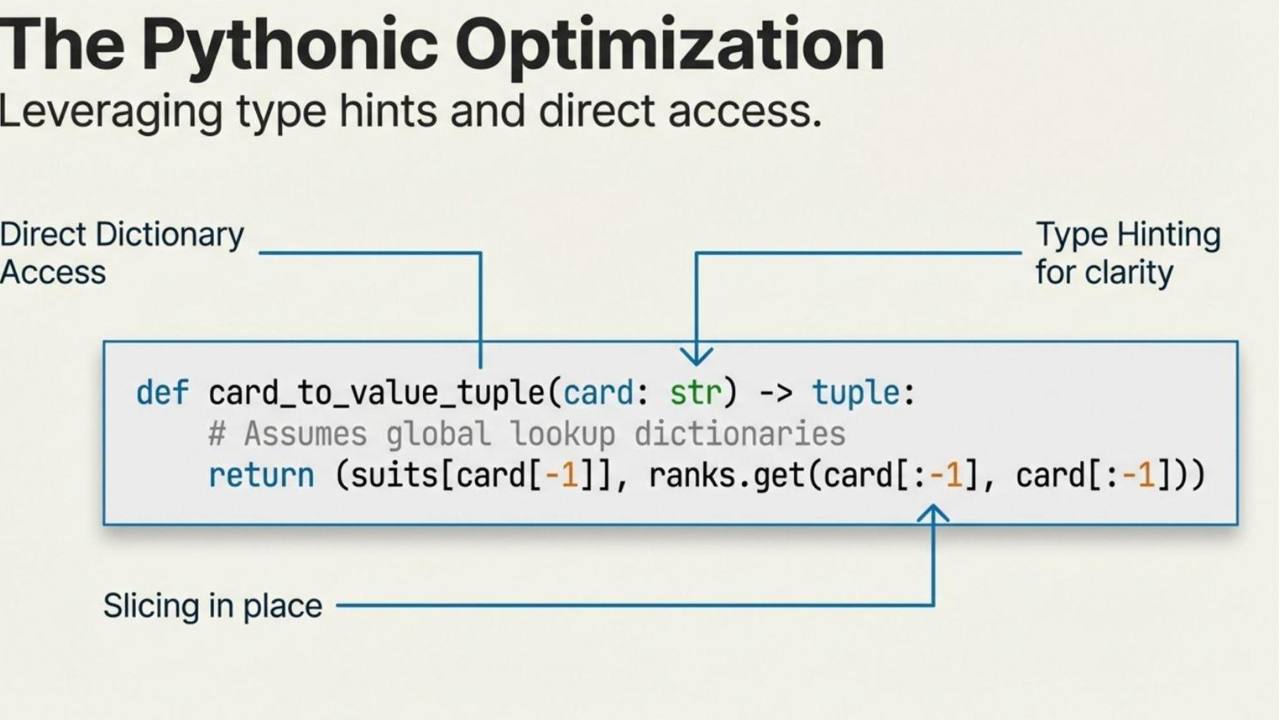 The Pythonic Optimization
Leveraging type hints and direct access.
Direct Dictionary
Access
Type Hinting
for clarity
def card_to_value_tuple(card: str) -> tuple:
    # Assumes global lookup dictionaries
    return (suits[card[-1]], ranks.get(card[:-1], card[:-1]))
Slicing in place